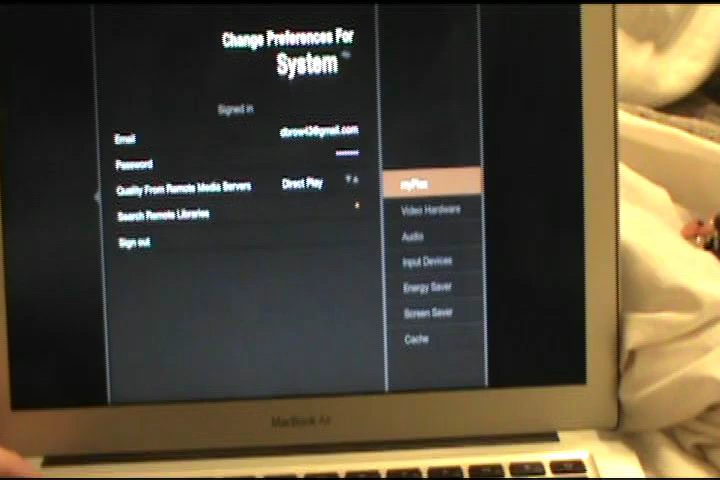 Change Preferences For
System
Signed in
Email
Password
Quality From Remote Media Servers Direct Play
Search Remote Libraries
Sign out
myPlex
Video Hardware
Audio
Input Devices
Energy Saver
Screen Saver
Cache
MacBook Air